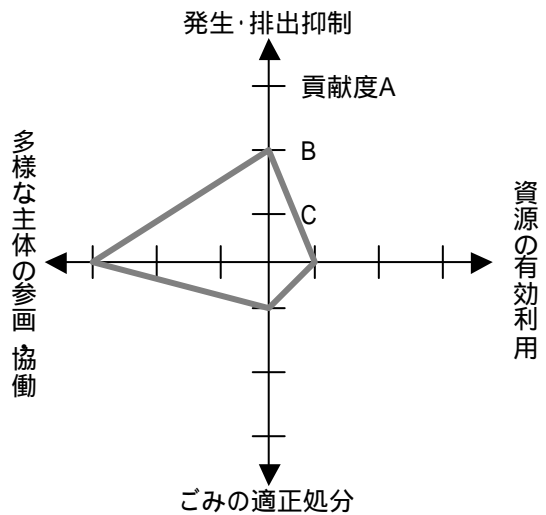 発生·排出抑制
貢献度A
B
C
多様な主体の参画・協働
資源の有効利用
ごみの適正処分